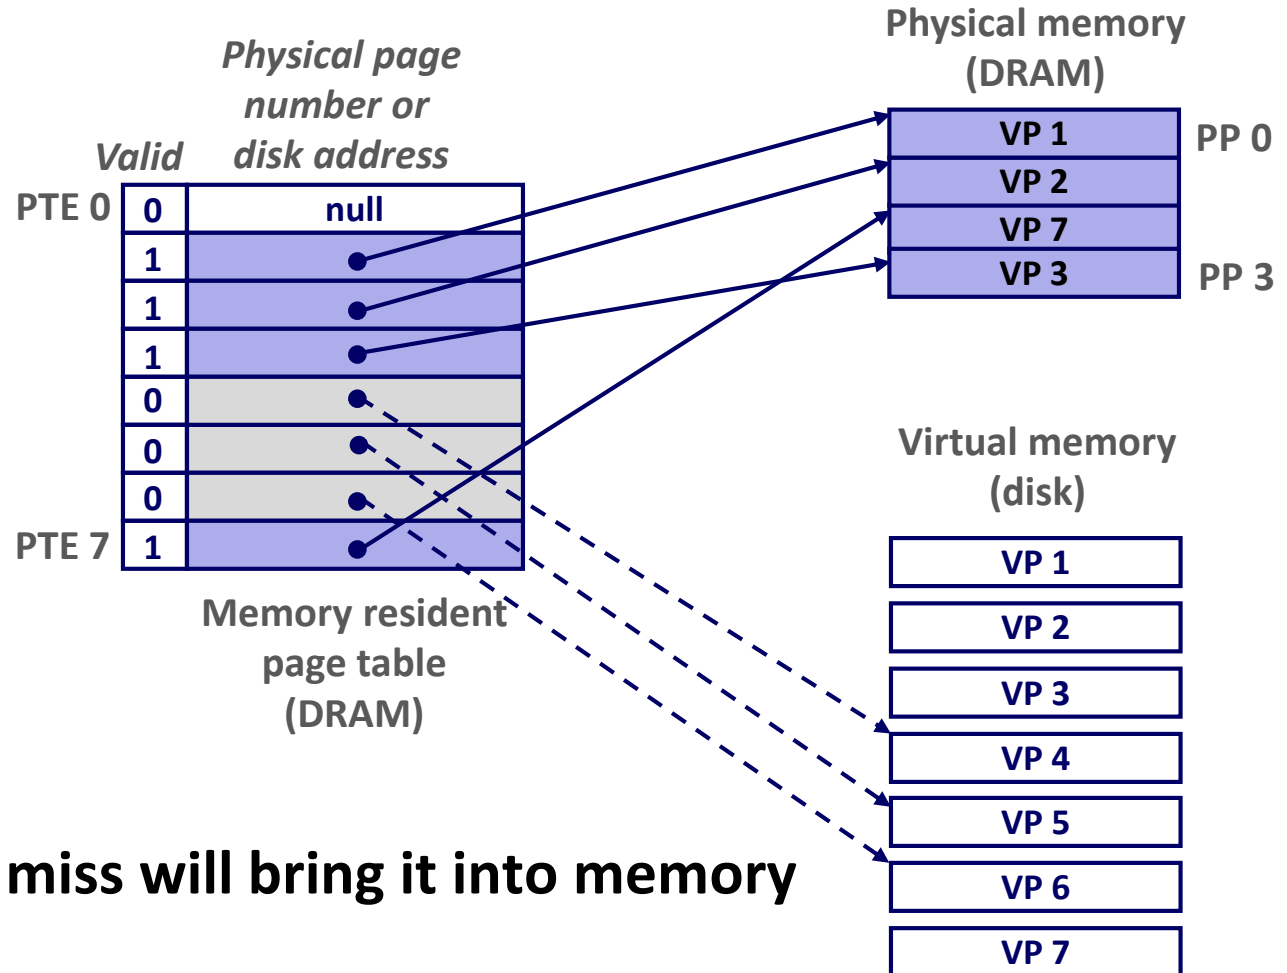 Physical page
number or
disk address
Valid
PTE 0
0
null
1
1
1
0
0
0
PTE 7
1
Memory resident
page table
(DRAM)
Physical memory
(DRAM)
VP 1
PP 0
VP 2
VP 7
VP 3
PP 3
Virtual memory
(disk)
VP 1
VP 2
VP 3
VP 4
VP 5
VP 6
VP 7
miss will bring it into memory